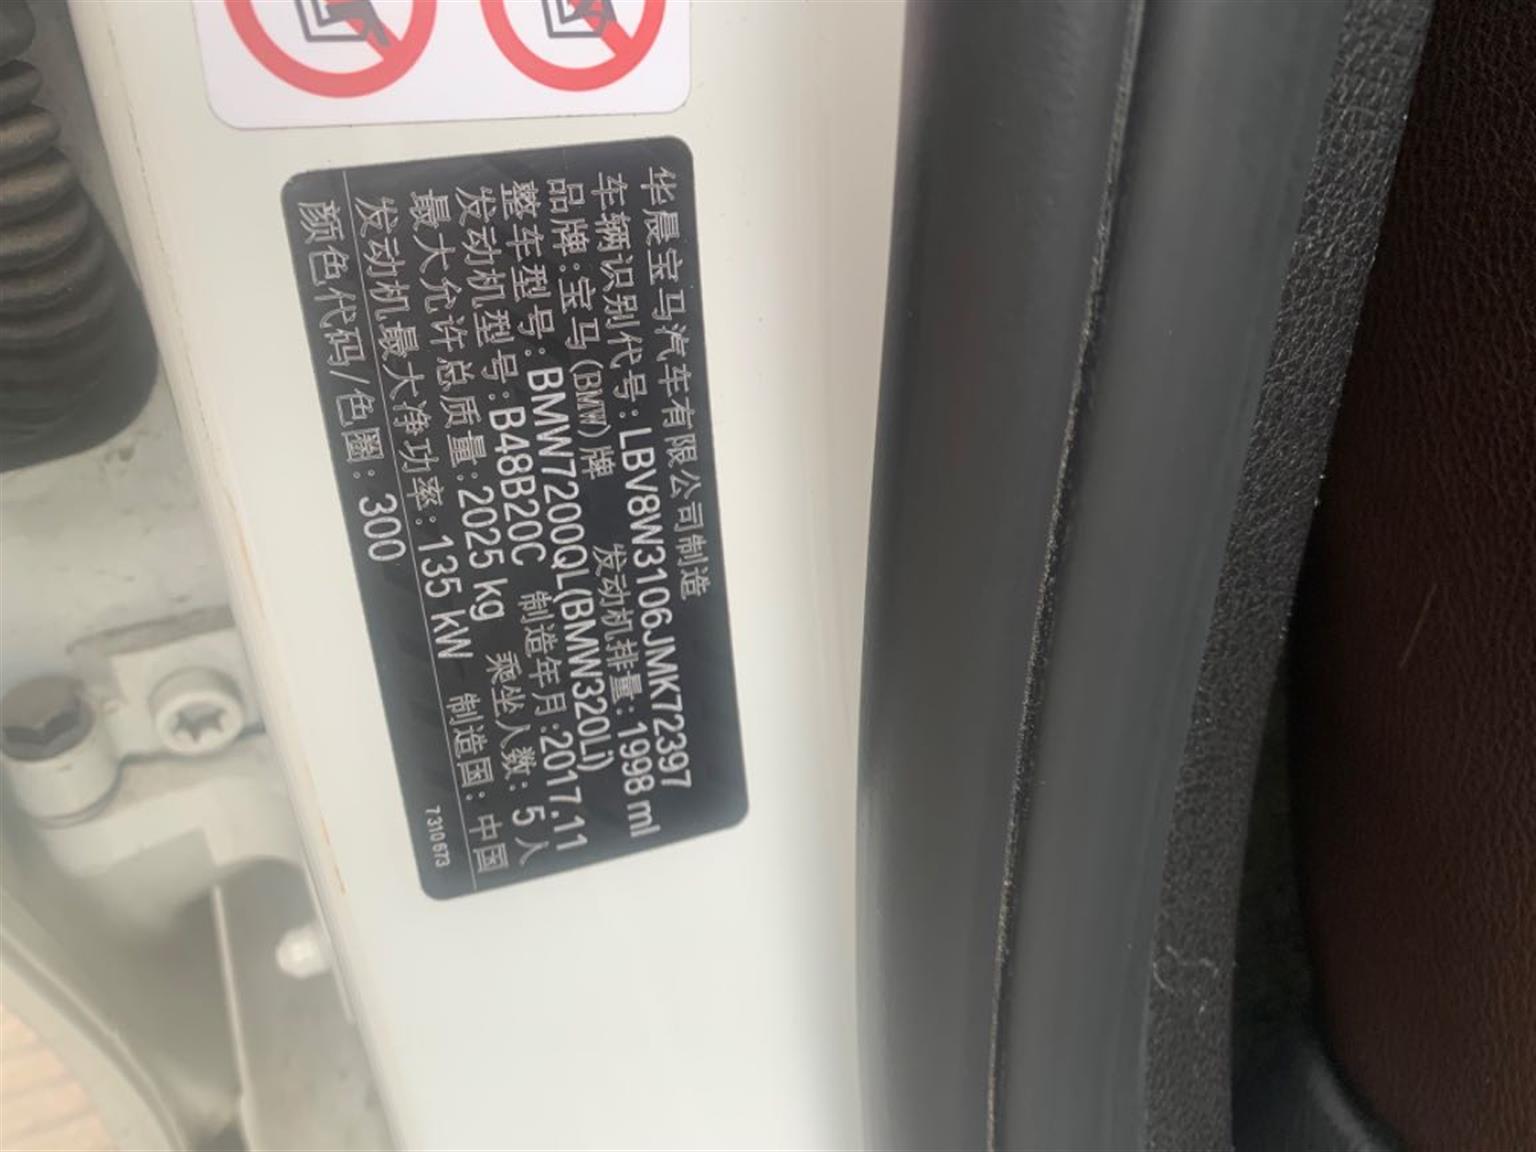 华晨宝马汽车有限公司制造
车辆识别代号:LBV8W3106JMK72397
品牌:宝马(BMW)牌 发动机排量:1998 ml
整车型号:BMW7200QL(BMW320Li)
发动机型号:B48B20C 制造年月:2017.11
最大允许总质量:2025 kg 乘坐人数:5人
发动机最大净功率:135 kW 制造国:中国
颜色代码/色圈:300 7310673